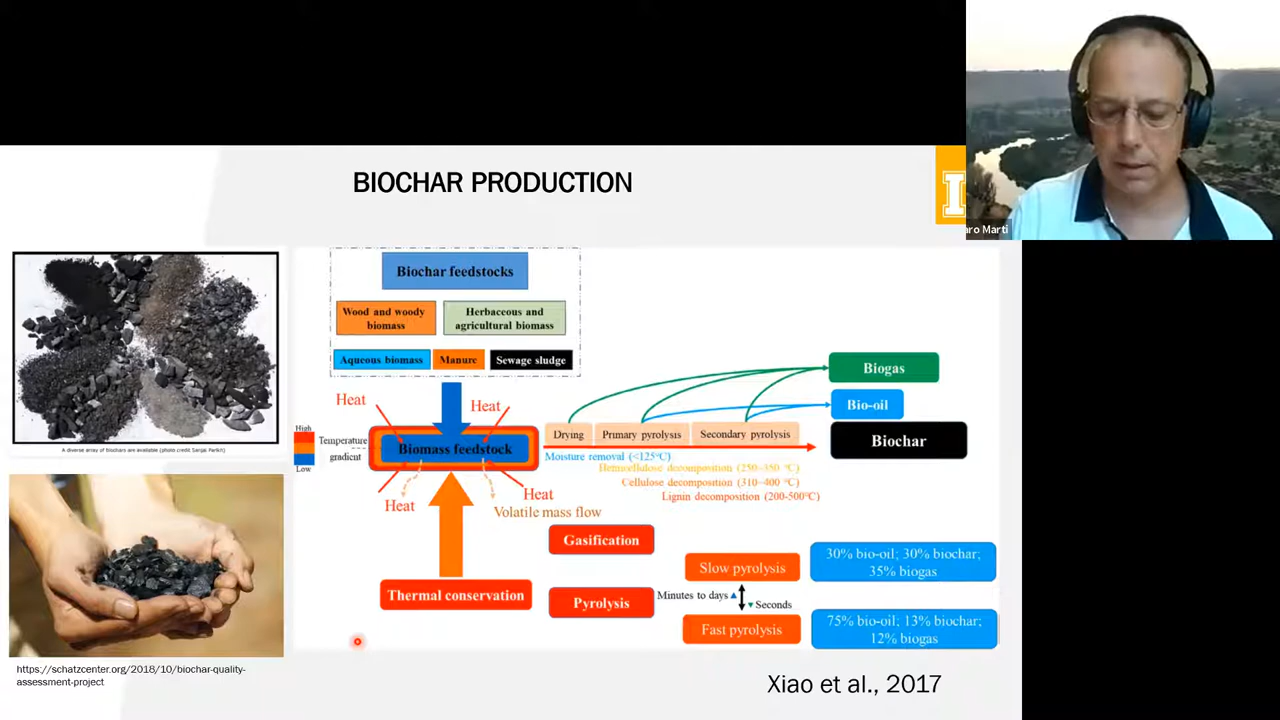 BIOCHAR PRODUCTION
I
aro Marti
Biochar feedstocks
Wood and woody
biomass
Herbaceous and
agricultural biomass
Aqueous biomass
Manure
Sewage sludge
Heat
Heat
High
Low
Temperature
gradient
Biomass feedstock
Heat
Heat
Volatile mass flow
Drying
Primary pyrolysis
Secondary pyrolysis
Biogas
Bio-oil
Biochar
Moisture removal (<125°C)
Hemicellulose decomposition (250–350 °C)
Cellulose decomposition (310–400 °C)
Lignin decomposition (200-500°C)
A diverse array of biochars are available (photo credit Sanjai Parikh)
Thermal conservation
Gasification
Pyrolysis
Slow pyrolysis
Minutes to days
Seconds
Fast pyrolysis
30% bio-oil; 30% biochar;
35% biogas
75% bio-oil; 13% biochar;
12% biogas
https://schatzcenter.org/2018/10/biochar-quality-
assessment-project
Xiao et al., 2017